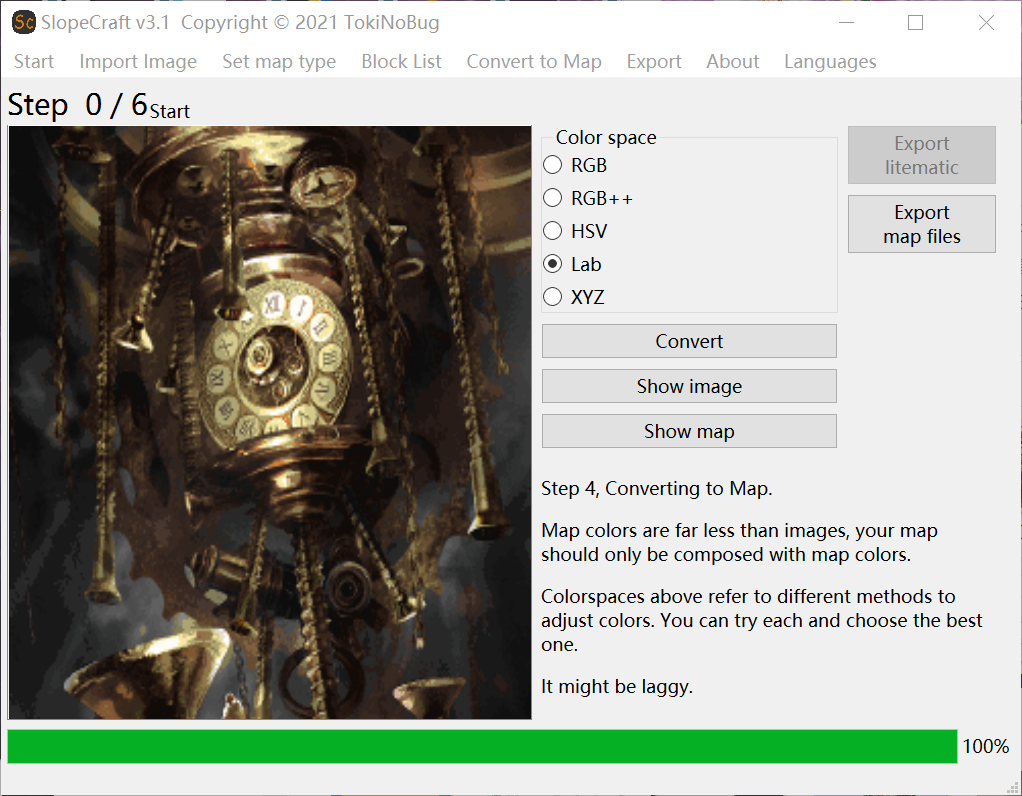 Sc SlopeCraft v3.1 Copyright © 2021 TokiNoBug
Start Import Image Set map type Block List Convert to Map Export About Languages
Step 0 / 6 Start
Color space
RGB
RGB++
HSV
Lab
XYZ
Convert
Show image
Show map
Export
litematic
Export
map files
Step 4, Converting to Map.
Map colors are far less than images, your map
should only be composed with map colors.
Colorspaces above refer to different methods to
adjust colors. You can try each and choose the best
one.
It might be laggy.
100%